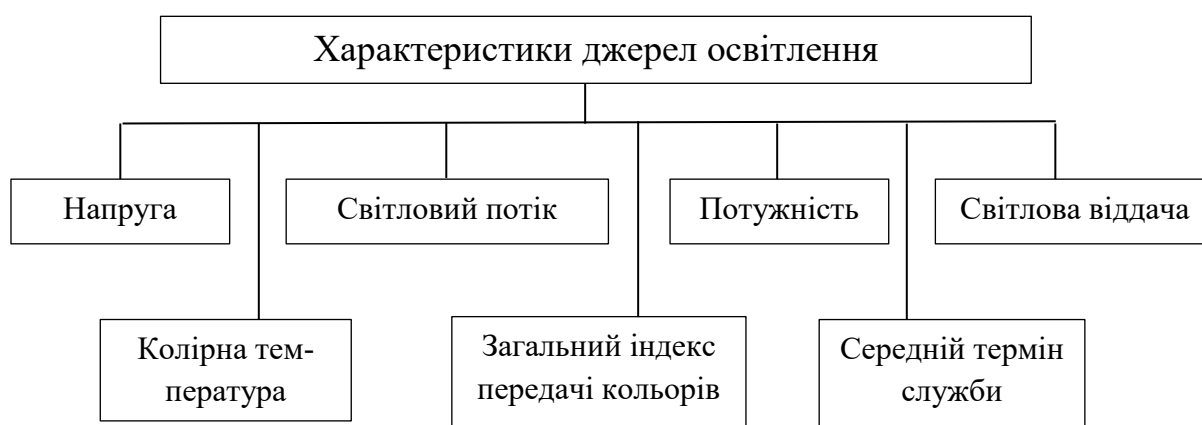 Характеристики джерел освітлення
Напруга
Світловий потік
Потужність
Світлова віддача
Колірна тем-
пература
Загальний індекс
передачі кольорів
Середній термін
служби